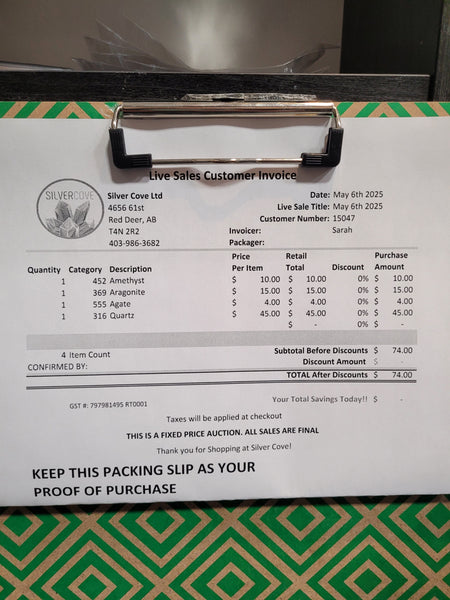 Live Sales Customer Invoice
SILVERCOVE
Silver Cove Ltd
4656 61st
Red Deer, AB
T4N 2R2
403-986-3682
Date: May 6th 2025
Live Sale Title: May 6th 2025
Customer Number: 15047
Invoicer: Sarah
Packager:
Quantity Category Description Price Per Item Retail Total Discount Purchase Amount
1 452 Amethyst $ 10.00 $ 10.00 0% $ 10.00
1 369 Aragonite $ 15.00 $ 15.00 0% $ 15.00
1 555 Agate $ 4.00 $ 4.00 0% $ 4.00
1 316 Quartz $ 45.00 $ 45.00 0% $ 45.00
$ - 0% $ -
4 Item Count Subtotal Before Discounts $ 74.00
Discount Amount $ -
CONFIRMED BY:
TOTAL After Discounts $ 74.00
GST #: 797981495 RT0001 Your Total Savings Today!! $ -
Taxes will be applied at checkout
THIS IS A FIXED PRICE AUCTION. ALL SALES ARE FINAL
Thank you for Shopping at Silver Cove!
KEEP THIS PACKING SLIP AS YOUR
PROOF OF PURCHASE